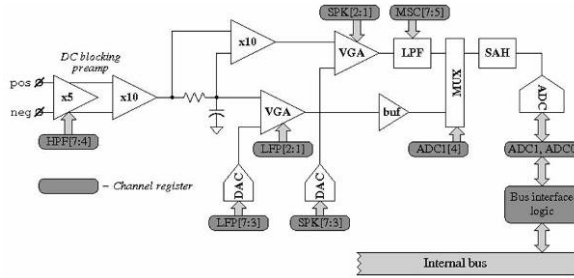 SPK[2:1]
MSC[7:5]
DC blocking
preamp
x10
VGA
LPF
MUX
SAH
ADC
pos
neg
x5
x10
VGA
buf
HPF[7:4]
LFP[2:1]
ADC1[4]
ADC1, ADC0
DAC
DAC
– Channel register
LFP[7:3]
SPK[7:3]
Bus interface
logic
Internal bus